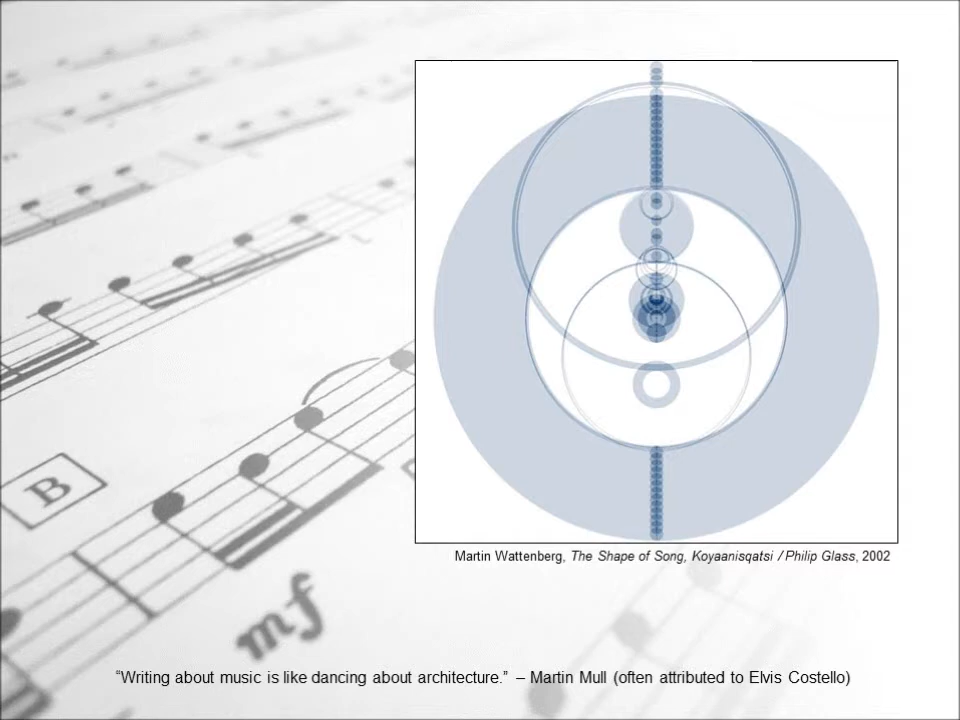 Martin Wattenberg, The Shape of Song, Koyaanisqatsi / Philip Glass, 2002
B
mf
“Writing about music is like dancing about architecture.” – Martin Mull (often attributed to Elvis Costello)